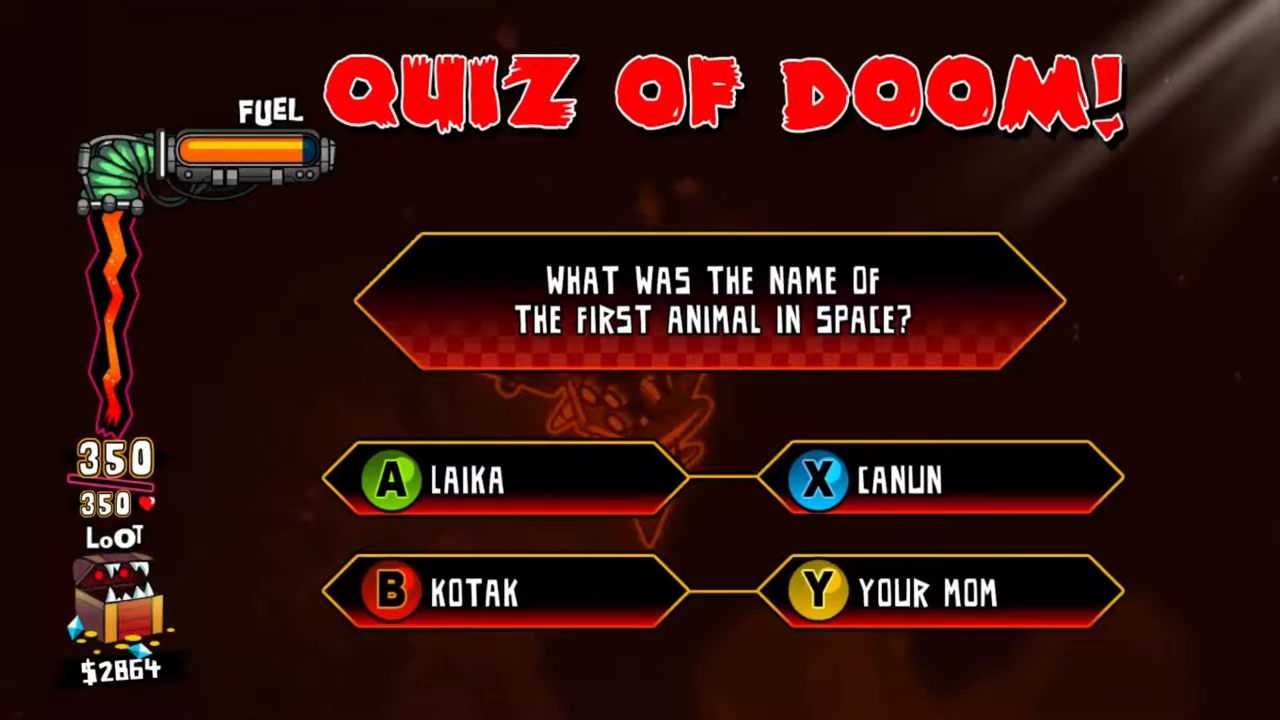 QUIZ OF DOOM!
FUEL
WHAT WAS THE NAME OF
THE FIRST ANIMAL IN SPACE?
A LAIKA
X CANUN
B KOTAK
Y YOUR MOM
350
350
LOOT
$2864